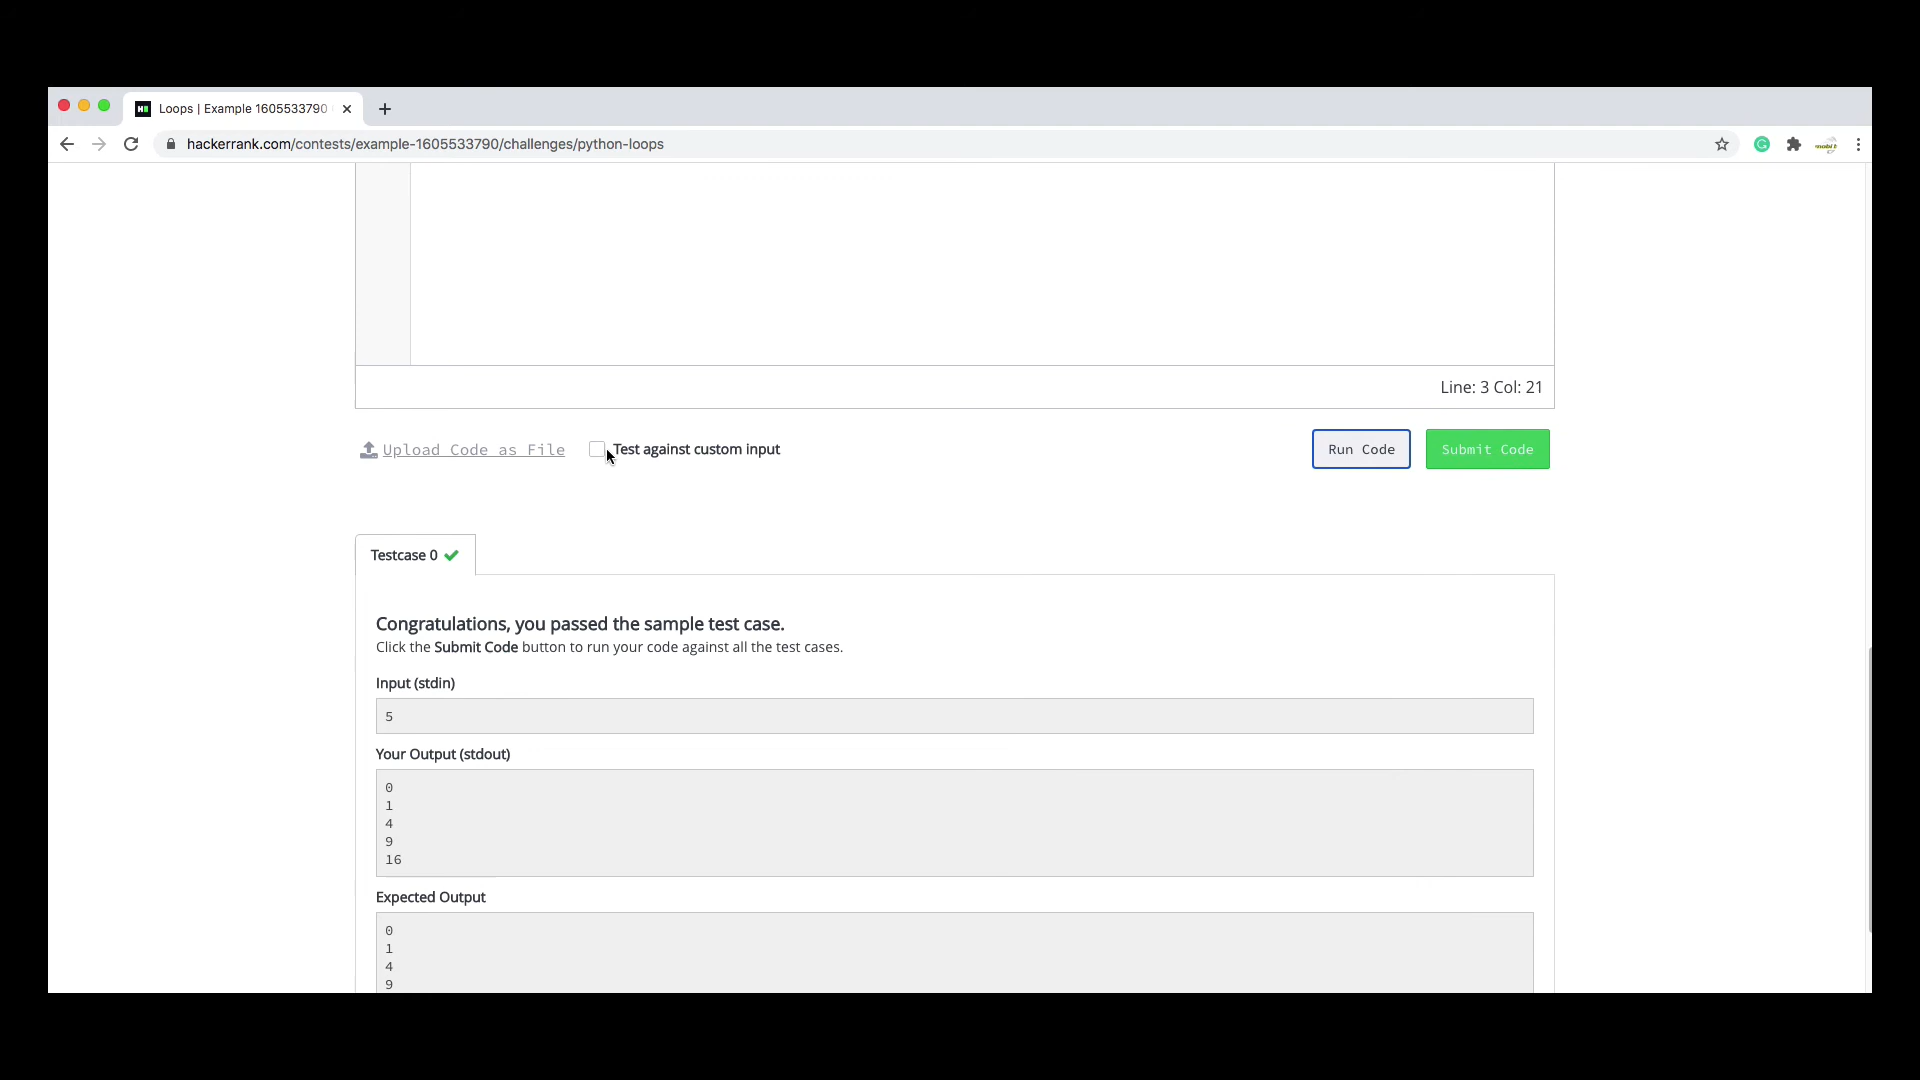 Loops | Example 1605533790
hackerrank.com/contests/example-1605533790/challenges/python-loops
Line: 3 Col: 21
Upload Code as File
Test against custom input
Run Code
Submit Code
Testcase 0
Congratulations, you passed the sample test case.
Click the Submit Code button to run your code against all the test cases.
Input (stdin)
5
Your Output (stdout)
0
1
4
9
16
Expected Output
0
1
4
9